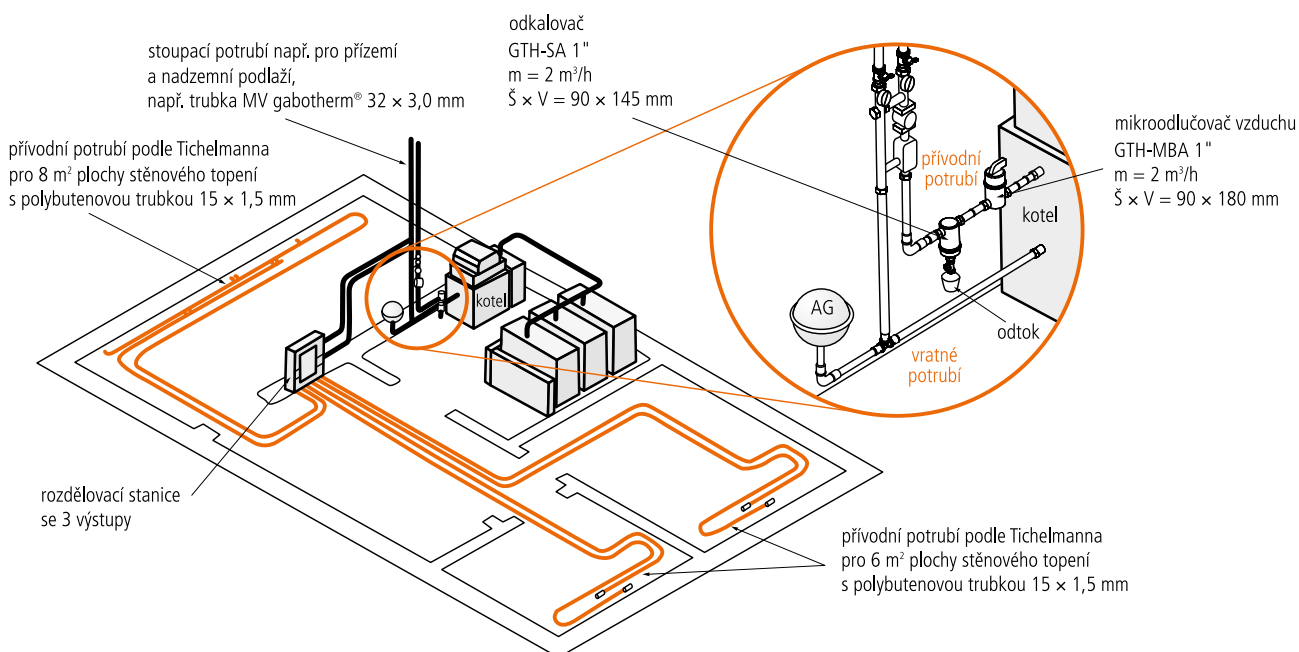 stoupací potrubí např. pro přízemí
a nadzemní podlaží,
např. trubka MV gabotherm® 32 × 3,0 mm
odkalovač
GTH-SA 1"
m = 2 m³/h
Š × V = 90 × 145 mm
mikroodlučovač vzduchu
GTH-MBA 1"
m = 2 m³/h
Š × V = 90 × 180 mm
přívodní potrubí podle Tichelmanna
pro 8 m² plochy stěnového topení
s polybutenovou trubkou 15 × 1,5 mm
přívodní
potrubí
kotel
kotel
AG
odtok
vratné
potrubí
rozdělovací stanice
se 3 výstupy
přívodní potrubí podle Tichelmanna
pro 6 m² plochy stěnového topení
s polybutenovou trubkou 15 × 1,5 mm